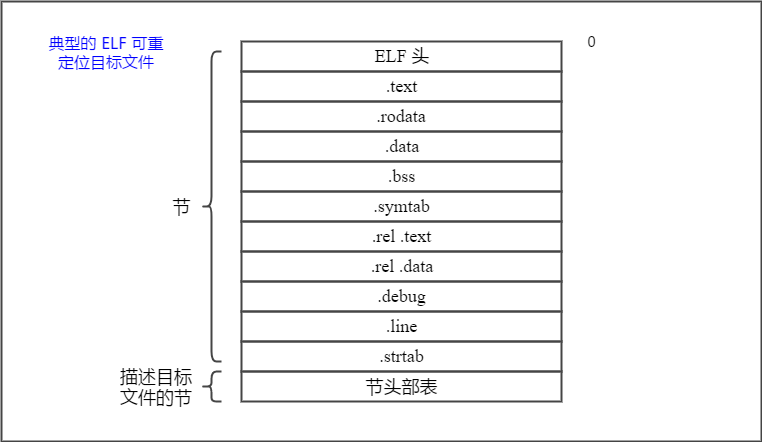 典型的 ELF 可重
定位目标文件
0
ELF 头
.text
.rodata
.data
.bss
节
.symtab
.rel .text
.rel .data
.debug
.line
.strtab
描述目标
文件的节
节头部表